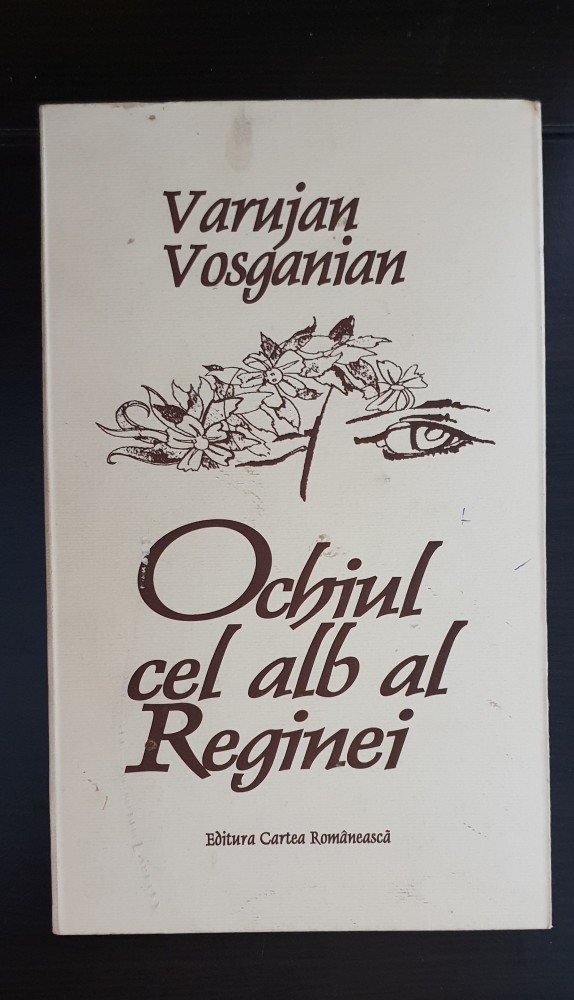 Varujan
Vosganian
Ochiul
cel alb al
Reginei
Editura Cartea Românească